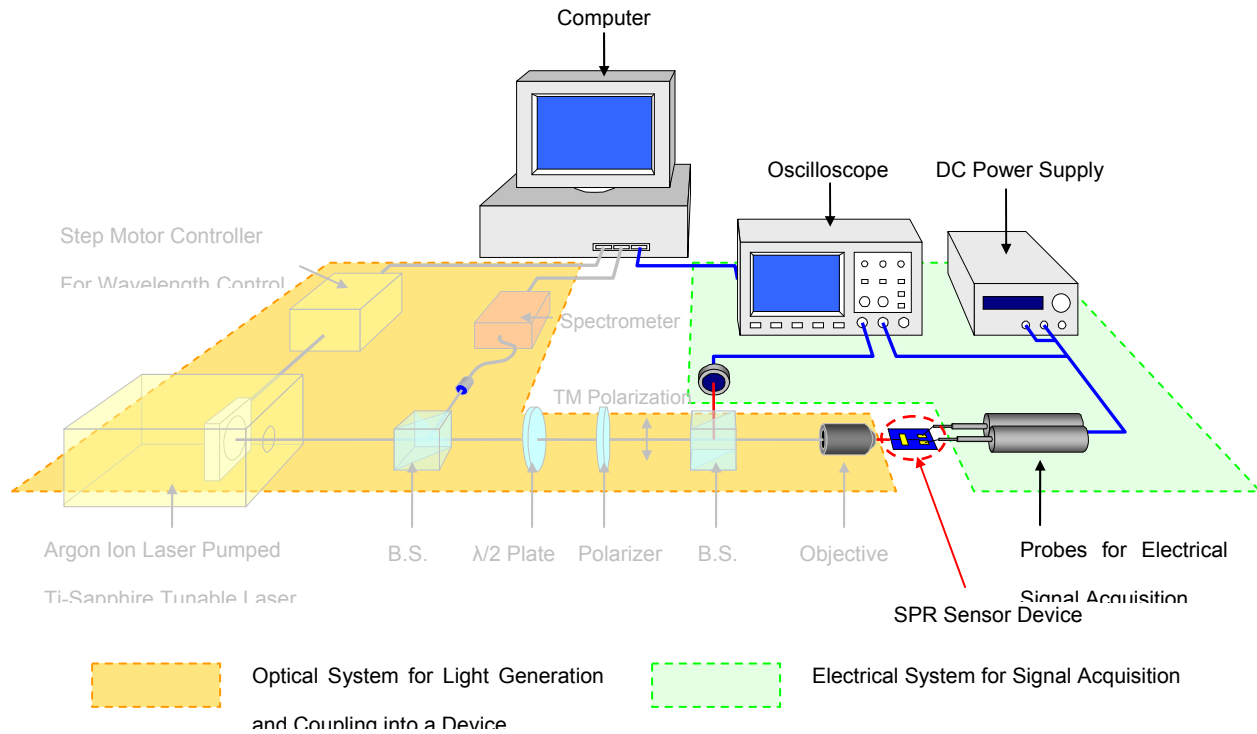 Computer
Oscilloscope
DC Power Supply
Step Motor Controller
For Wavelength Control
Spectrometer
TM Polarization
Argon Ion Laser Pumped
Ti-Sapphire Tunable Laser
B.S.
λ/2 Plate
Polarizer
B.S.
Objective
Probes for Electrical
Signal Acquisition
SPR Sensor Device
Optical System for Light Generation
and Coupling into a Device
Electrical System for Signal Acquisition